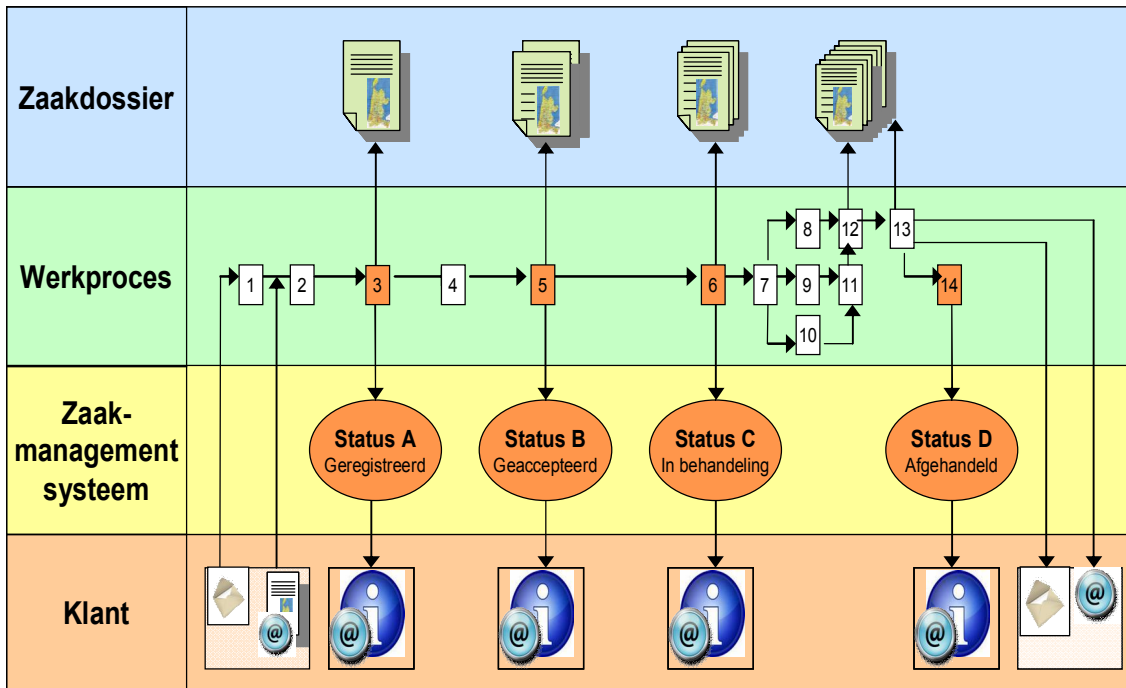 Zaakdossier
Werkproces
1
2
3
4
5
6
7
8
9
10
11
12
13
14
Zaak-
management
systeem
Status A
Geregistreerd
Status B
Geaccepteerd
Status C
In behandeling
Status D
Afgehandeld
Klant
@
i
@
i
@
i
@
i
@
@